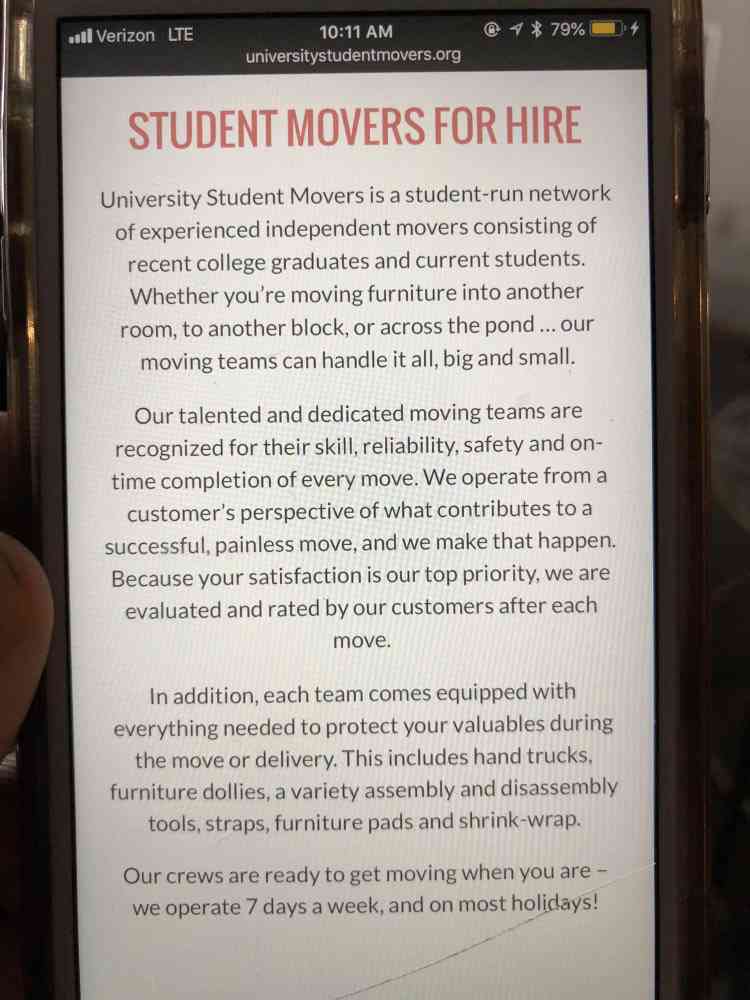 Verizon LTE 10:11 AM 79%
universitystudentmovers.org
STUDENT MOVERS FOR HIRE
University Student Movers is a student-run network
of experienced independent movers consisting of
recent college graduates and current students.
Whether you're moving furniture into another
room, to another block, or across the pond ... our
moving teams can handle it all, big and small.
Our talented and dedicated moving teams are
recognized for their skill, reliability, safety and on-
time completion of every move. We operate from a
customer's perspective of what contributes to a
successful, painless move, and we make that happen.
Because your satisfaction is our top priority, we are
evaluated and rated by our customers after each
move.
In addition, each team comes equipped with
everything needed to protect your valuables during
the move or delivery. This includes hand trucks,
furniture dollies, a variety assembly and disassembly
tools, straps, furniture pads and shrink-wrap.
Our crews are ready to get moving when you are –
we operate 7 days a week, and on most holidays!